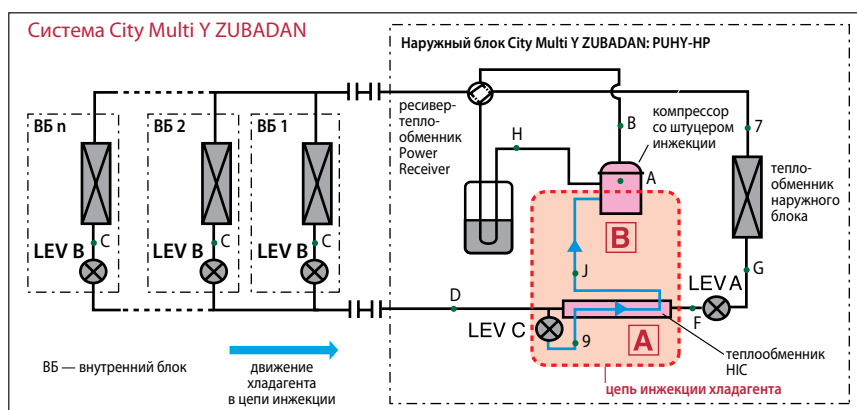 Система City Multi Y ZUBADAN
Наружный блок City Multi Y ZUBADAN: PUHY-HP
ВБ n
ВБ 2
ВБ 1
ресивер-
тепло-
обменник
Power
Receiver
компрессор
со штуцером
инжекции
B
7
H
A
тепло-
обменник
наружного
блока
C
C
C
LEV B
LEV B
LEV B
B
J
G
LEV A
D
F
LEV C
9
A
теплообменник
HIC
ВБ — внутренний блок
движение
хладагента
в цепи инжекции
цепь инжекции хладагента